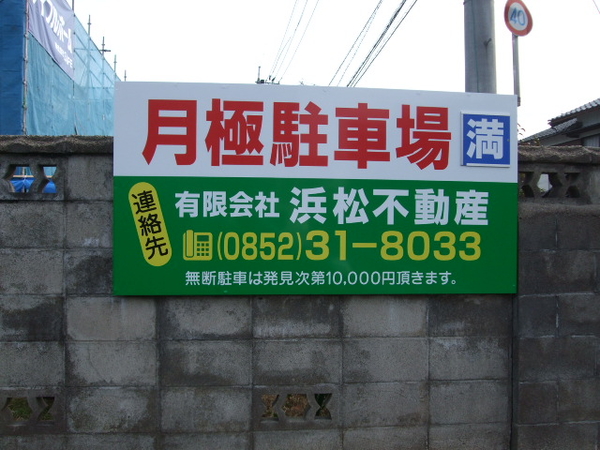 40
月極駐車場 満
連絡先
有限会社 浜松不動産
(0852)31-8033
無断駐車は発見次第10,000円頂きます。